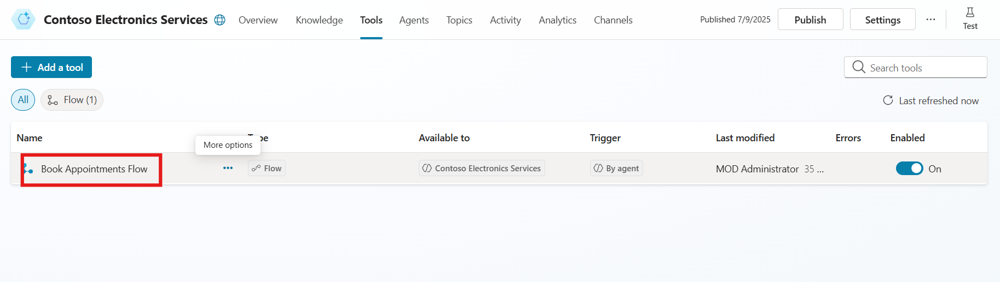 Contoso Electronics Services Overview Knowledge Tools Agents Topics Activity Analytics Channels Published 7/9/2025 Publish Settings ... Test
Add a tool
Search tools
All Flow (1)
Last refreshed now
Name Available to Trigger Last modified Errors Enabled
More options
Book Appointments Flow ... Flow Contoso Electronics Services By agent MOD Administrator 35 ... On